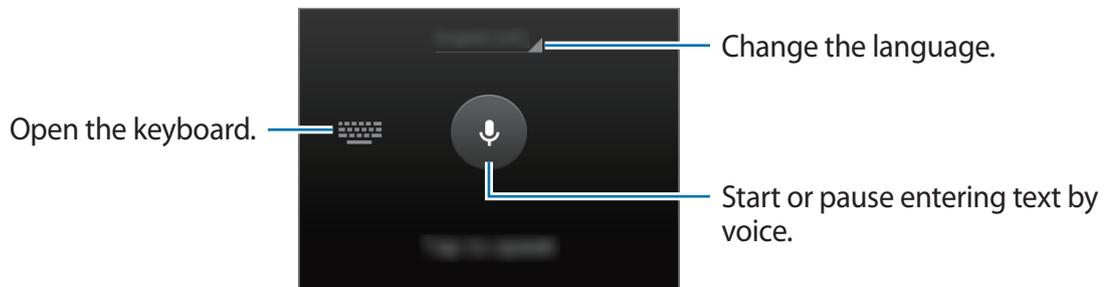 Change the language.
Open the keyboard.
Start or pause entering text by
voice.